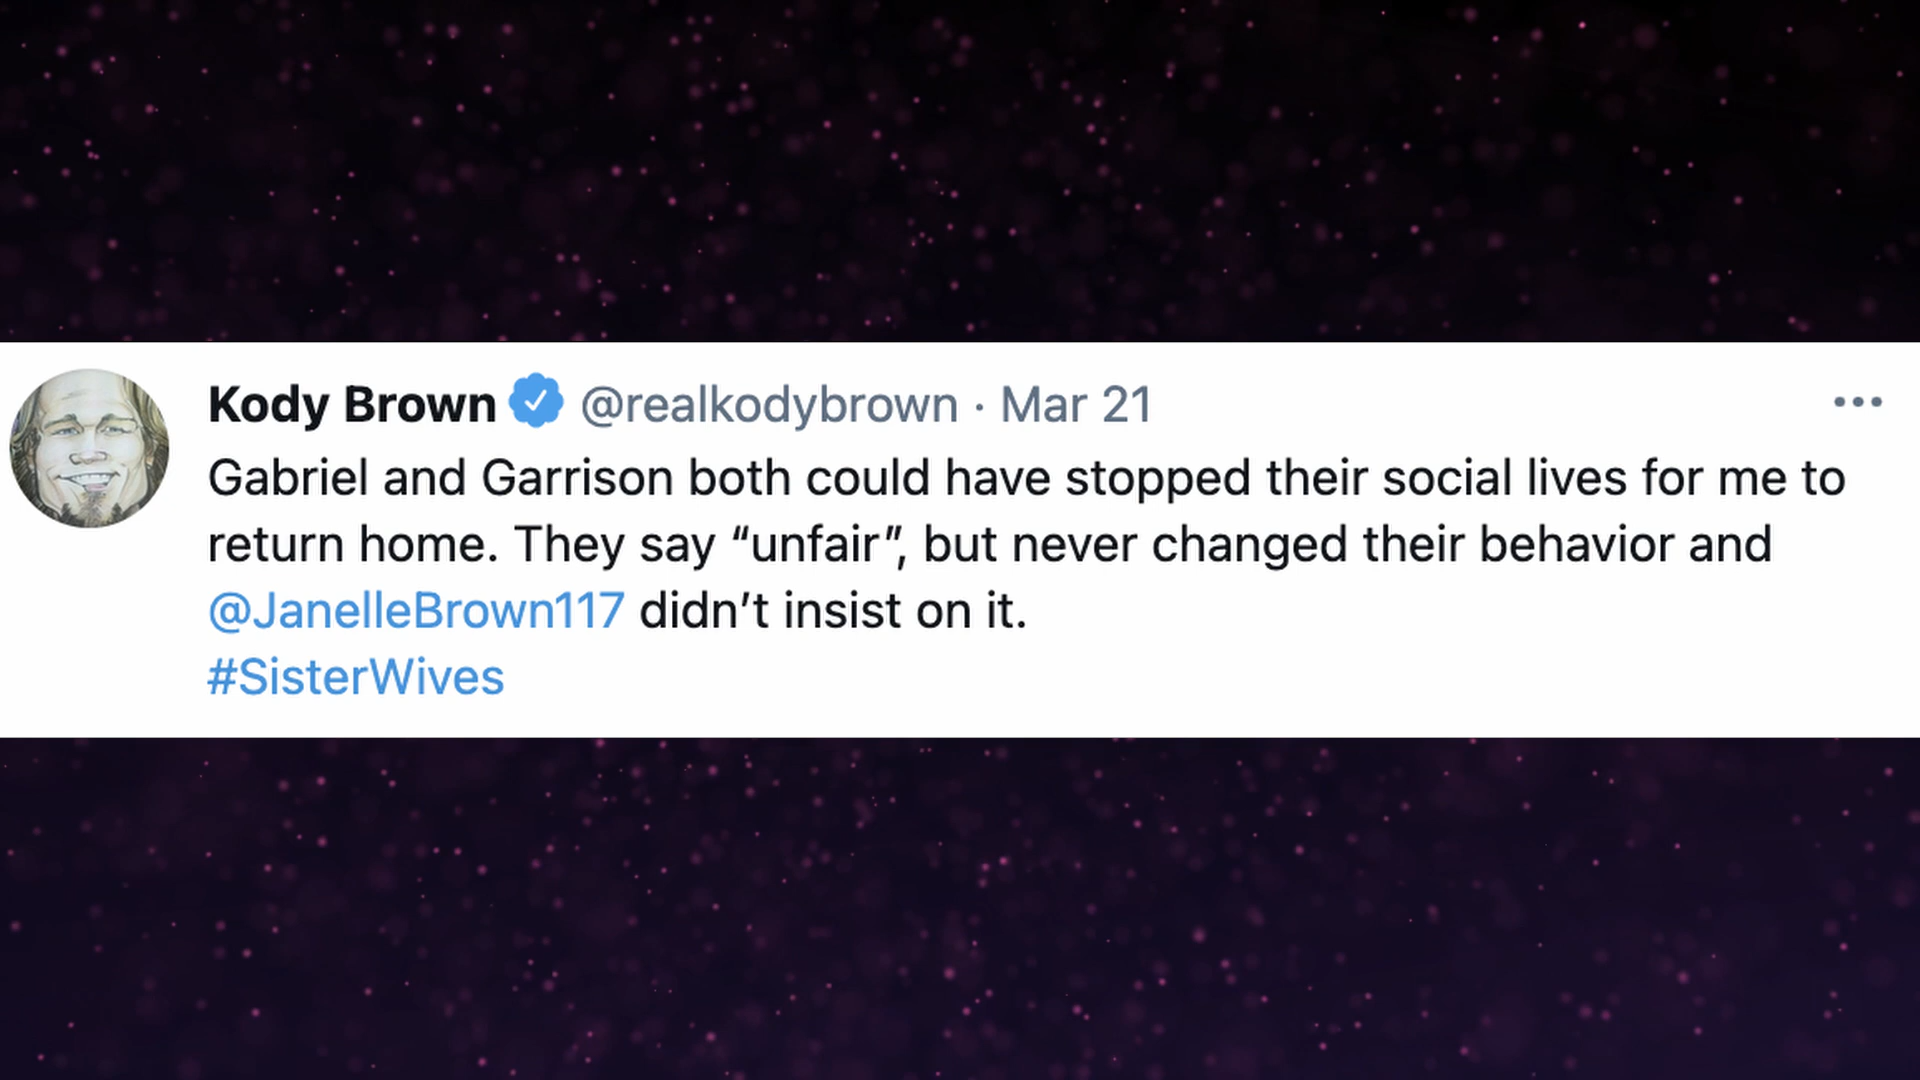 Kody Brown @realkodybrown · Mar 21
Gabriel and Garrison both could have stopped their social lives for me to
return home. They say “unfair”, but never changed their behavior and
@JanelleBrown117 didn’t insist on it.
#SisterWives